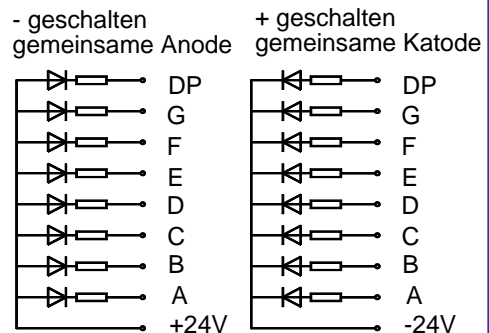 - geschalten
gemeinsame Anode
DP
G
F
E
D
C
B
A
+24V
+ geschalten
gemeinsame Katode
DP
G
F
E
D
C
B
A
-24V